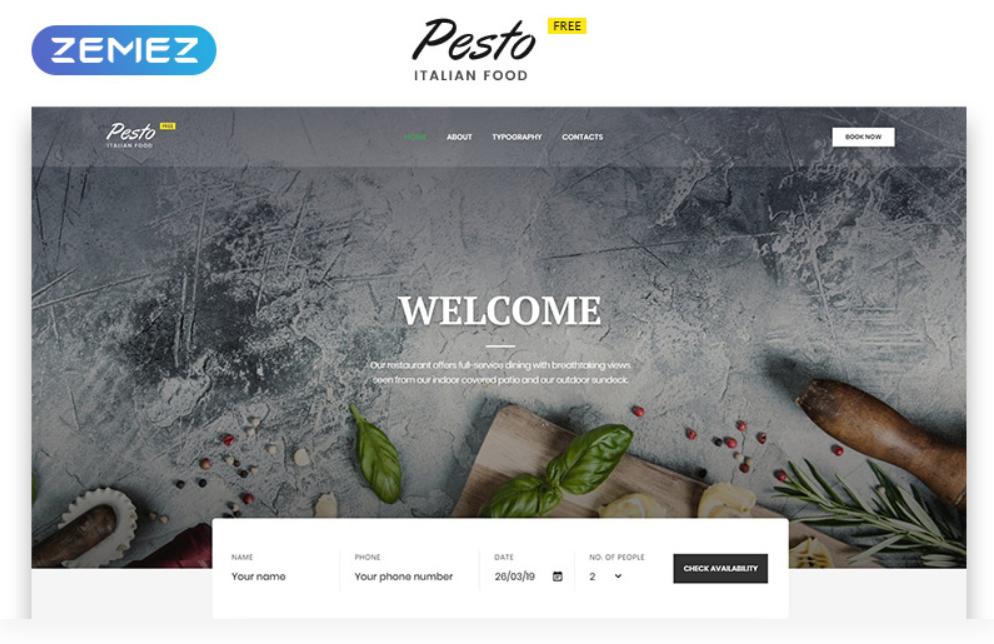 ZEMEZ
Pesto FREE
ITALIAN FOOD
Pesto FREE
ITALIAN FOOD
HOME ABOUT TYPOGRAPHY CONTACTS BOOK NOW
WELCOME
Our restaurant offers full-service dining with breathtaking views
seen from our indoor covered patio and our outdoor sundeck.
NAME PHONE DATE NO. OF PEOPLE
Your name Your phone number 26/03/19 2
CHECK AVAILABILITY